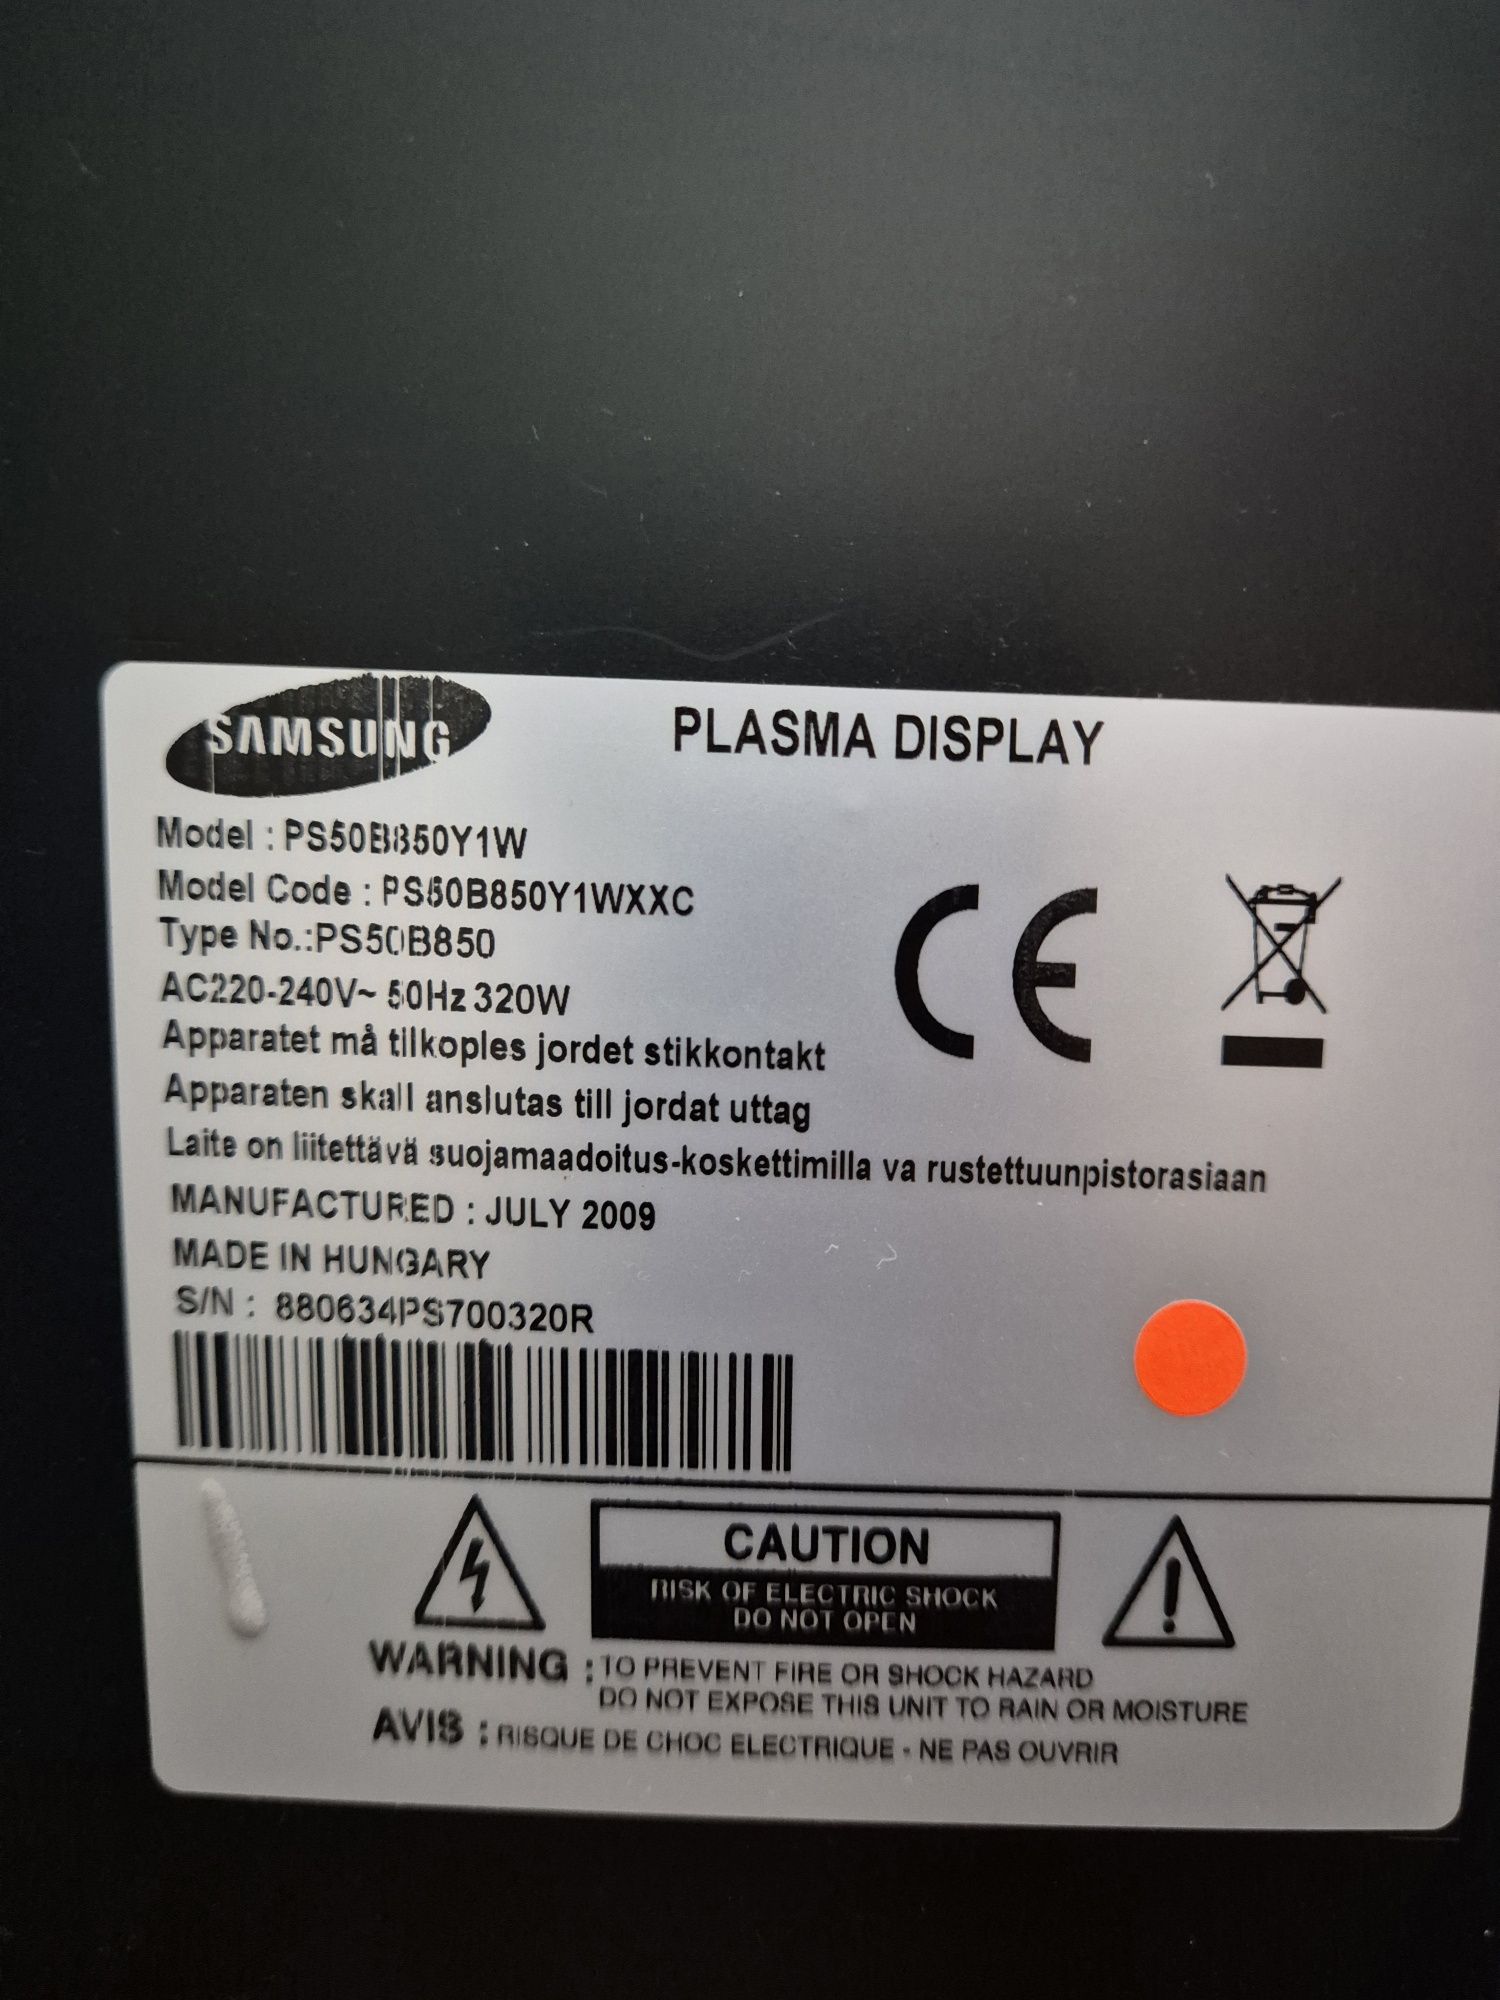 SAMSUNG
PLASMA DISPLAY
Model : PS50B850Y1W
Model Code : PS50B850Y1WXXC
Type No.:PS50B850
AC220-240V~ 50Hz 320W
Apparatet må tilkoples jordet stikkontakt
Apparaten skall anslutas till jordat uttag
Laite on liitettävä suojamaadoitus-koskettimilla va rustettuunpistorasiaan
MANUFACTURED : JULY 2009
MADE IN HUNGARY
S/N : 880634PS700320R
CE
CAUTION
RISK OF ELECTRIC SHOCK
DO NOT OPEN
WARNING : TO PREVENT FIRE OR SHOCK HAZARD
DO NOT EXPOSE THIS UNIT TO RAIN OR MOISTURE
AVIS : RISQUE DE CHOC ELECTRIQUE - NE PAS OUVRIR